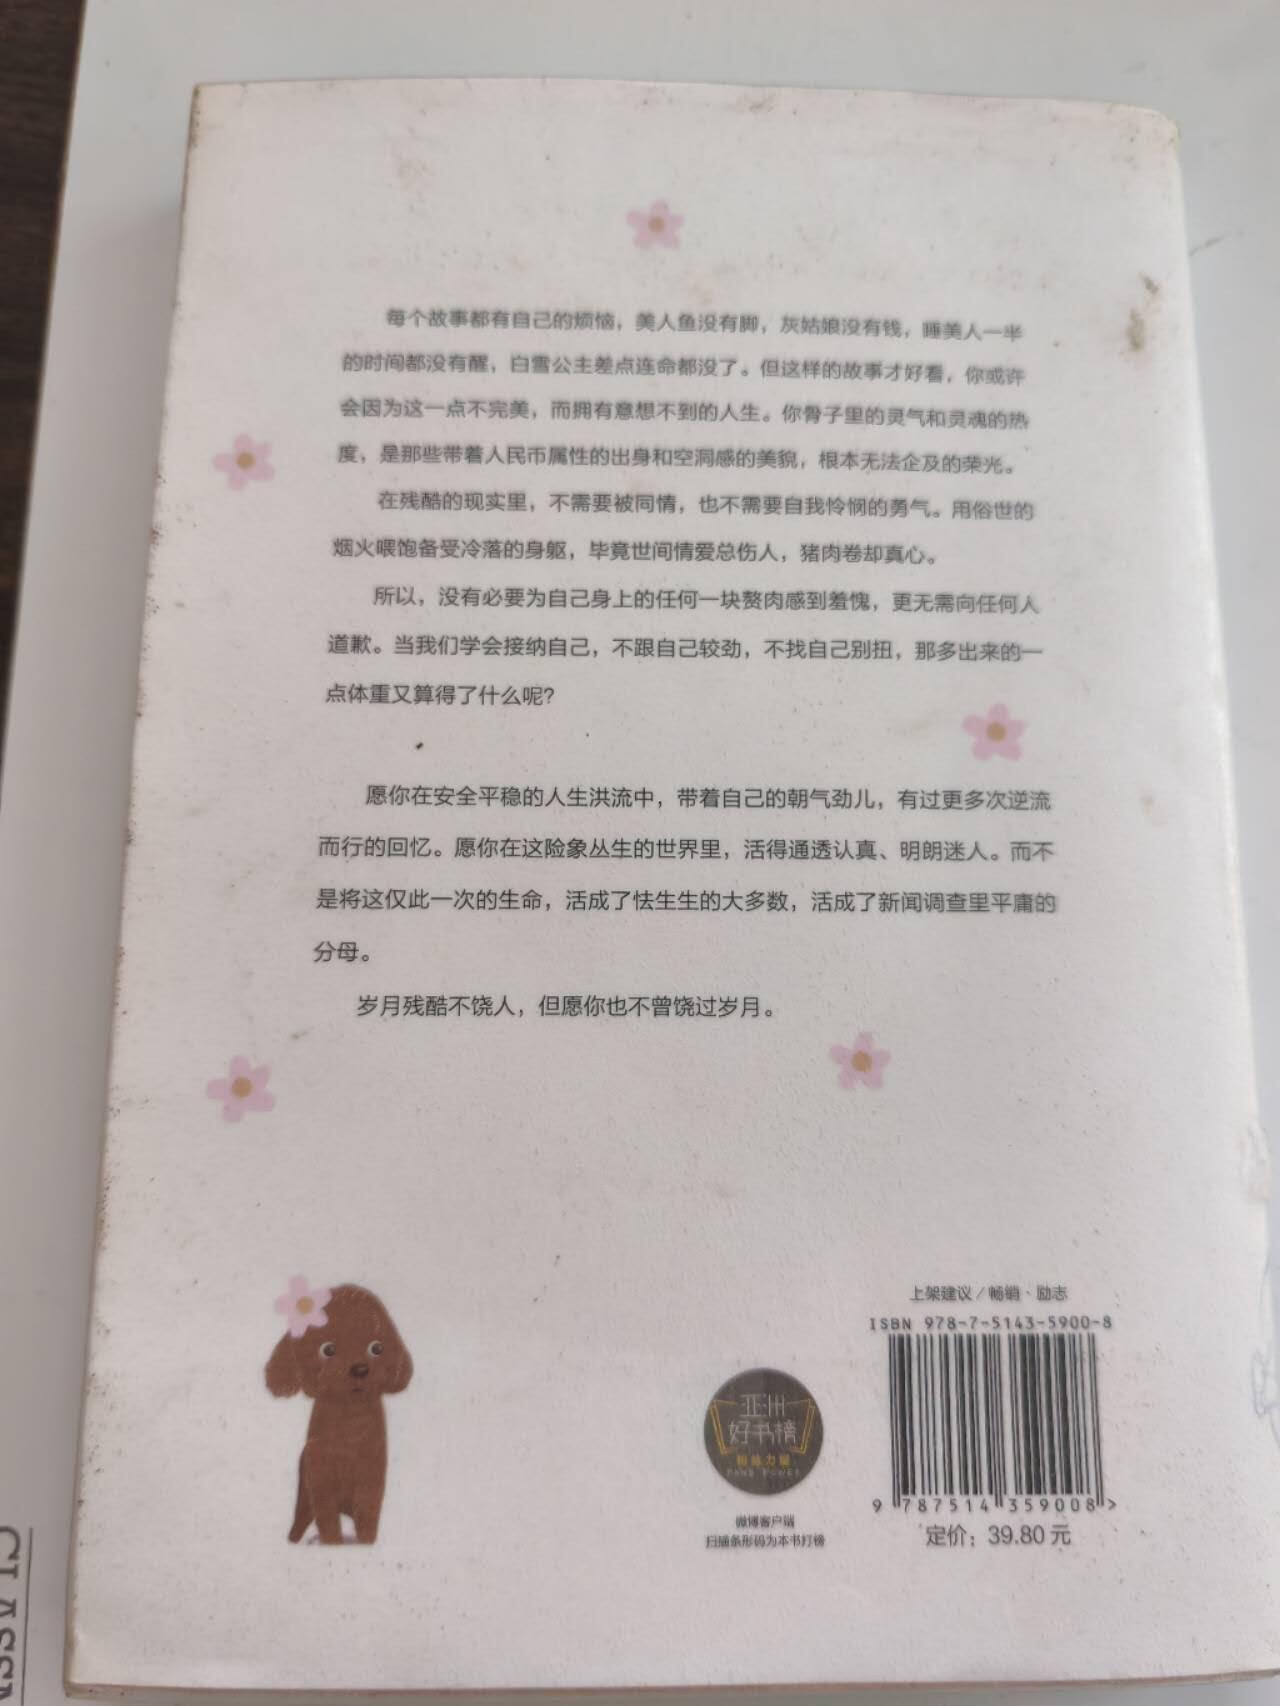 每个故事都有自己的烦恼，美人鱼没有脚，灰姑娘没有钱，睡美人一半
的时间都没有醒，白雪公主差点连命都没了。但这样的故事才好看，你或许
会因为这一点不完美，而拥有意想不到的人生。你骨子里的灵气和灵魂的热
度，是那些带着人民币属性的出身和空洞感的美貌，根本无法企及的荣光。
在残酷的现实里，不需要被同情，也不需要自我怜悯的勇气。用俗世的
烟火喂饱备受冷落的身躯，毕竟世间情爱总伤人，猪肉卷却真心。
所以，没有必要为自己身上的任何一块赘肉感到羞愧，更无需向任何人
道歉。当我们学会接纳自己，不跟自己较劲，不找自己别扭，那多出来的一
点体重又算得了什么呢？
愿你在安全平稳的人生洪流中，带着自己的朝气劲儿，有过更多次逆流
而行的回忆。愿你在这险象丛生的世界里，活得通透认真、明朗迷人。而不
是将这仅此一次的生命，活成了怯生生的大多数，活成了新闻调查里平庸的
分母。
岁月残酷不饶人，但愿你也不曾饶过岁月。
上架建议／畅销·励志
ISBN 978-7-5143-5900-8
亚洲
好书榜
粉丝力量
FANS POWER
微博客户端
扫描条形码为本书打榜
9 787514 359008 >
定价：39.80 元